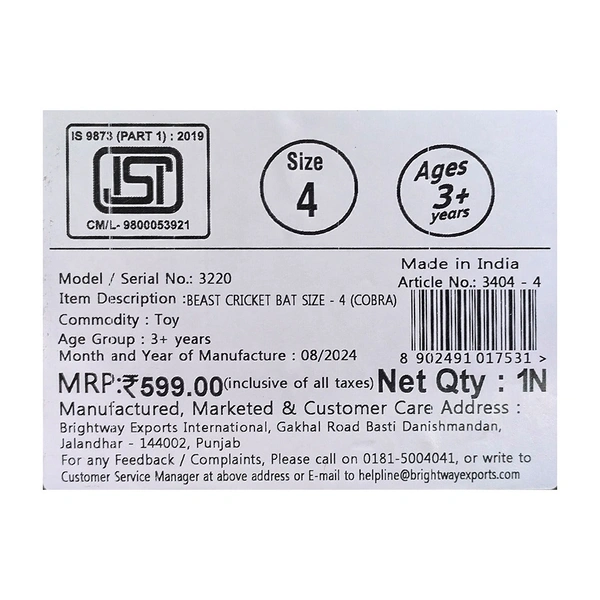 IS 9873 (PART 1) : 2019
ISI
CM/L- 9800053921
Size
4
Ages
3+
years
Model / Serial No.: 3220
Item Description :BEAST CRICKET BAT SIZE - 4 (COBRA)
Commodity : Toy
Age Group : 3+ years
Month and Year of Manufacture : 08/2024
Made in India
Article No.: 3404 - 4
8 902491 017531 >
MRP:₹599.00(inclusive of all taxes) Net Qty : 1N
Manufactured, Marketed & Customer Care Address :
Brightway Exports International, Gakhal Road Basti Danishmandan,
Jalandhar - 144002, Punjab
For any Feedback / Complaints, Please call on 0181-5004041, or write to
Customer Service Manager at above address or E-mail to helpline@brightwayexports.com